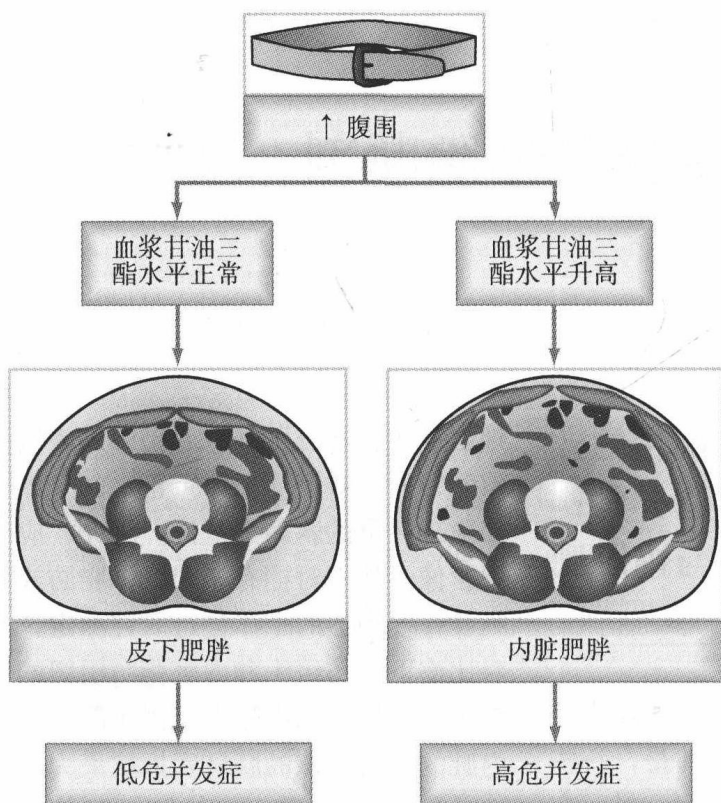 ↑ 腹围
血浆甘油三
酯水平正常
血浆甘油三
酯水平升高
皮下肥胖
内脏肥胖
低危并发症
高危并发症